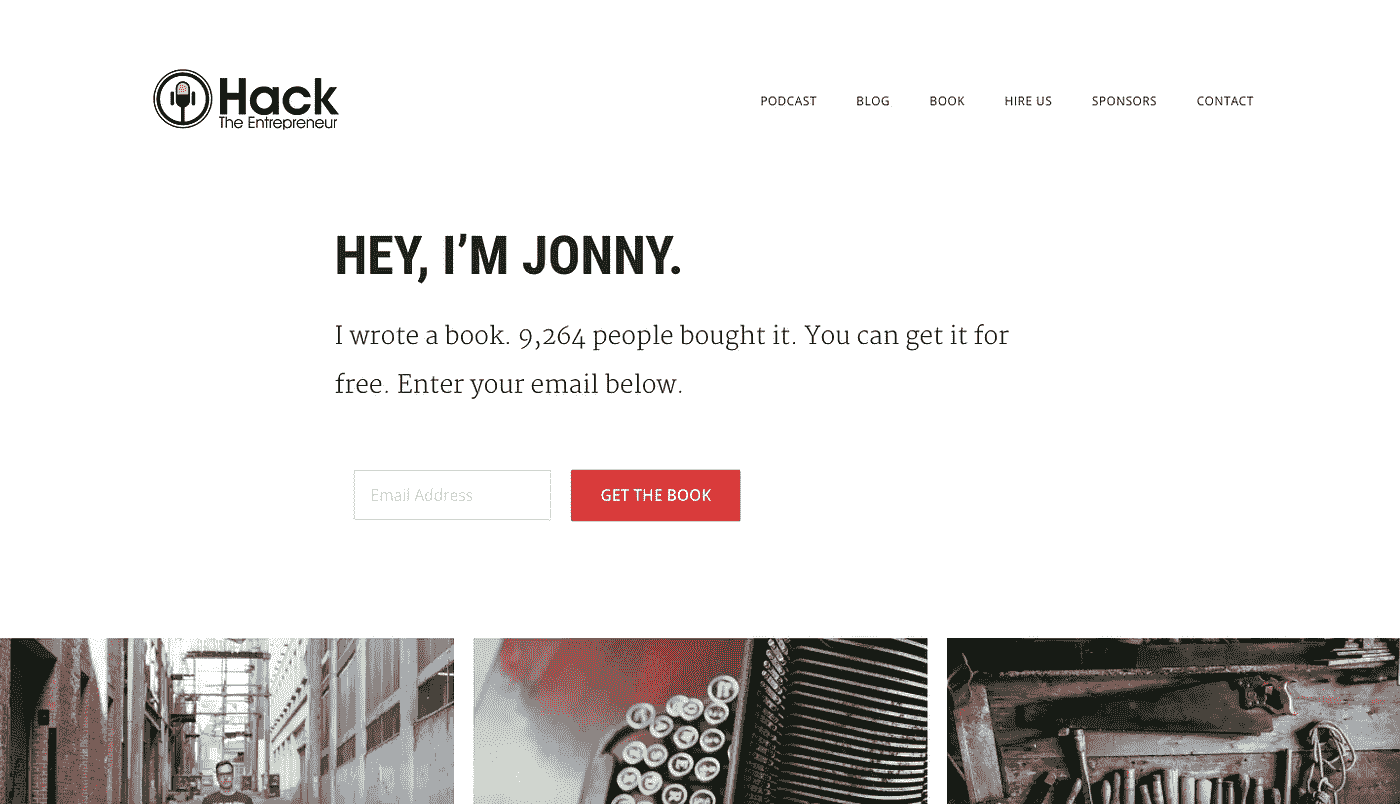 Hack
The Entrepreneur
PODCAST BLOG BOOK HIRE US SPONSORS CONTACT
HEY, I’M JONNY.
I wrote a book. 9,264 people bought it. You can get it for
free. Enter your email below.
Email Address
GET THE BOOK